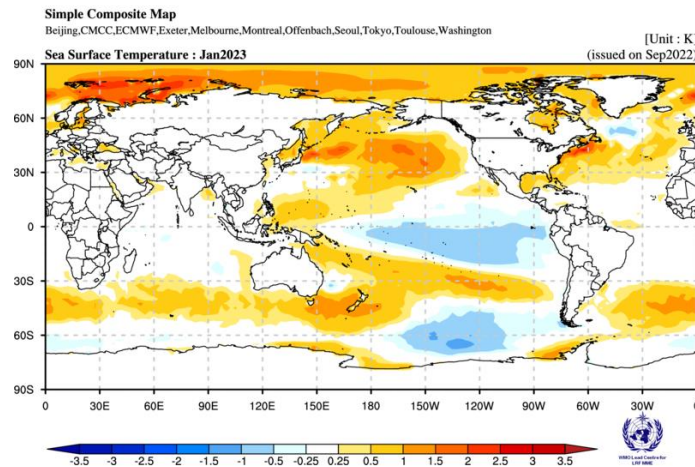 Simple Composite Map
Beijing,CMCC,ECMWF,Exeter,Melbourne,Montreal,Offenbach,Seoul,Tokyo,Toulouse,Washington
[Unit : K]
Sea Surface Temperature : Jan2023
(issued on Sep2022)
90N
60N
30N
0
30S
60S
90S
0 30E 60E 90E 120E 150E 180 150W 120W 90W 60W 30W 0
-3.5 -3 -2.5 -2 -1.5 -1 -0.5 -0.25 0.25 0.5 1 1.5 2 2.5 3 3.5
WMO Lead Centre for
LRF MME